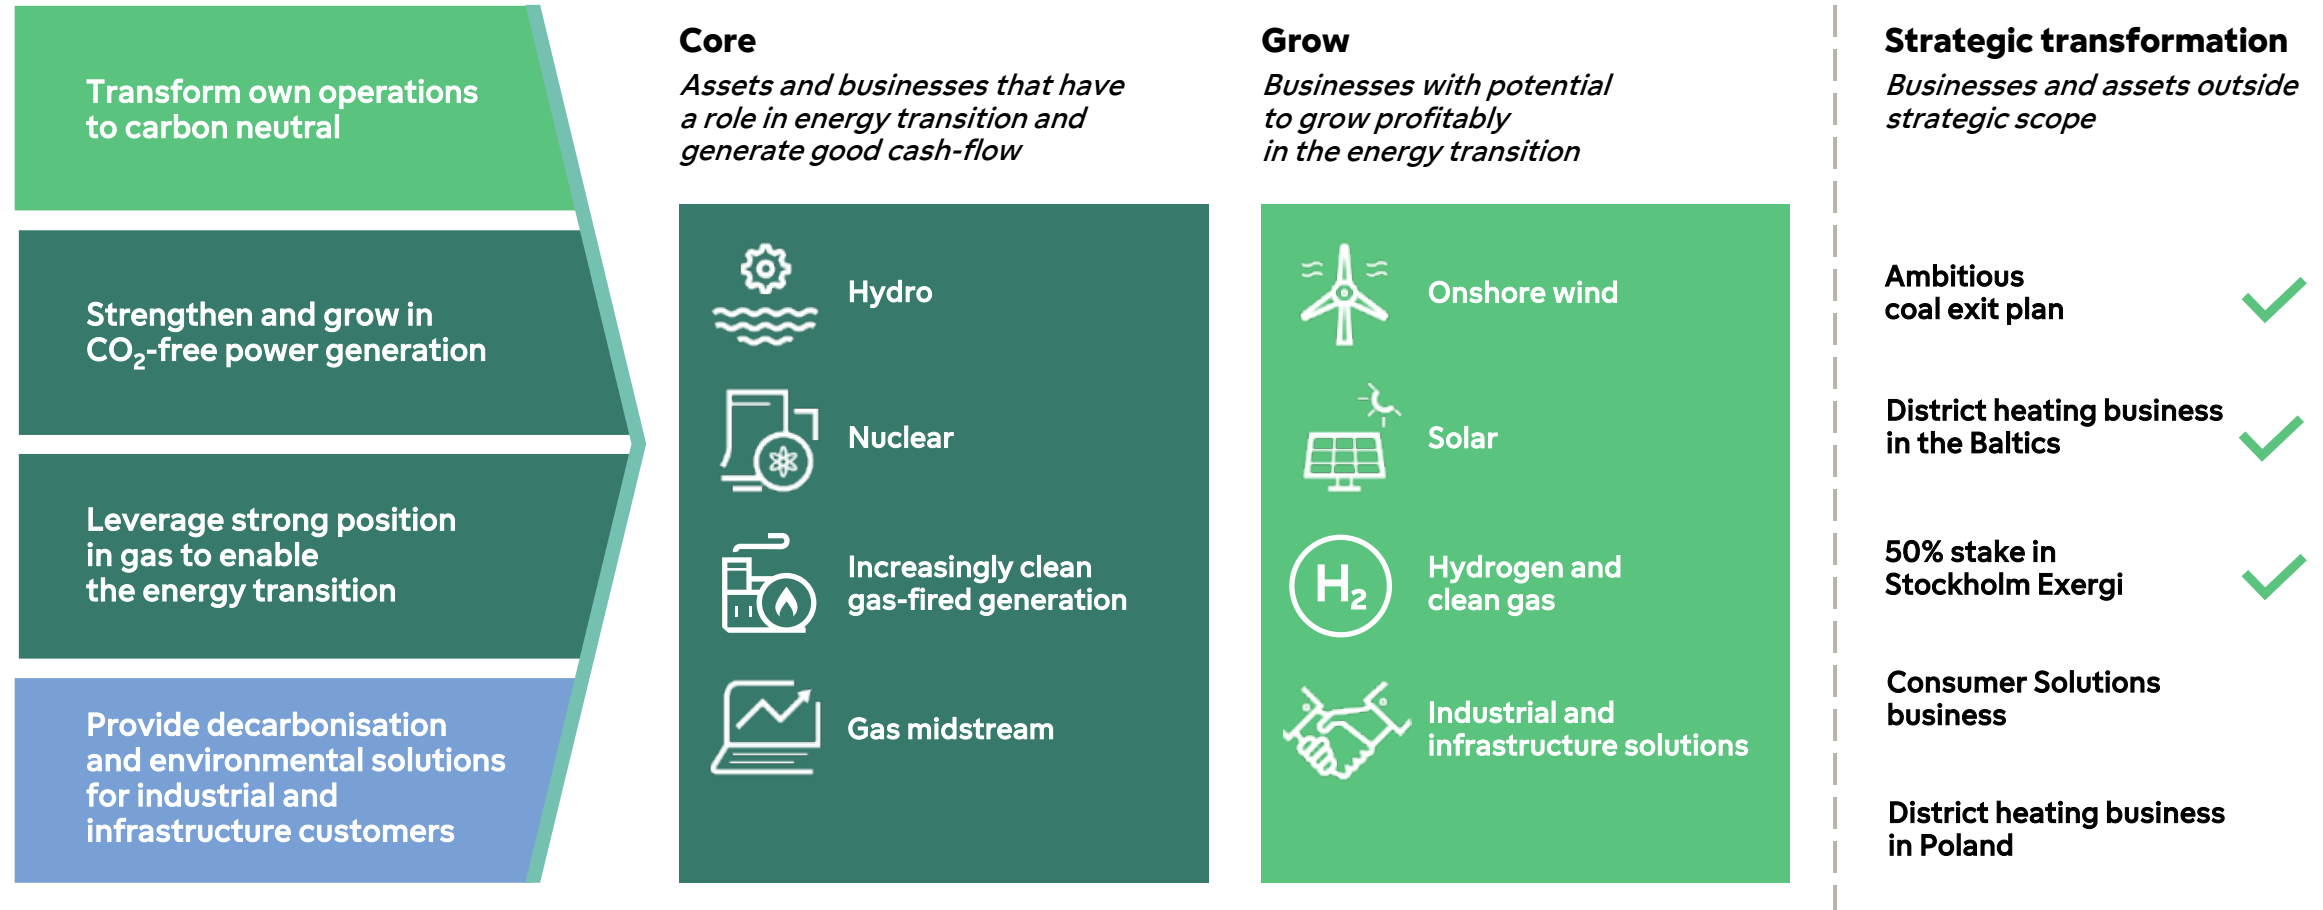 Transform own operations
to carbon neutral
Strengthen and grow in
CO₂-free power generation
Leverage strong position
in gas to enable
the energy transition
Provide decarbonisation
and environmental solutions
for industrial and
infrastructure customers
Core
Assets and businesses that have
a role in energy transition and
generate good cash-flow
Hydro
Nuclear
Increasingly clean
gas-fired generation
Gas midstream
Grow
Businesses with potential
to grow profitably
in the energy transition
Onshore wind
Solar
H₂
Hydrogen and
clean gas
Industrial and
infrastructure solutions
Strategic transformation
Businesses and assets outside
strategic scope
Ambitious
coal exit plan
District heating business
in the Baltics
50% stake in
Stockholm Exergi
Consumer Solutions
business
District heating business
in Poland